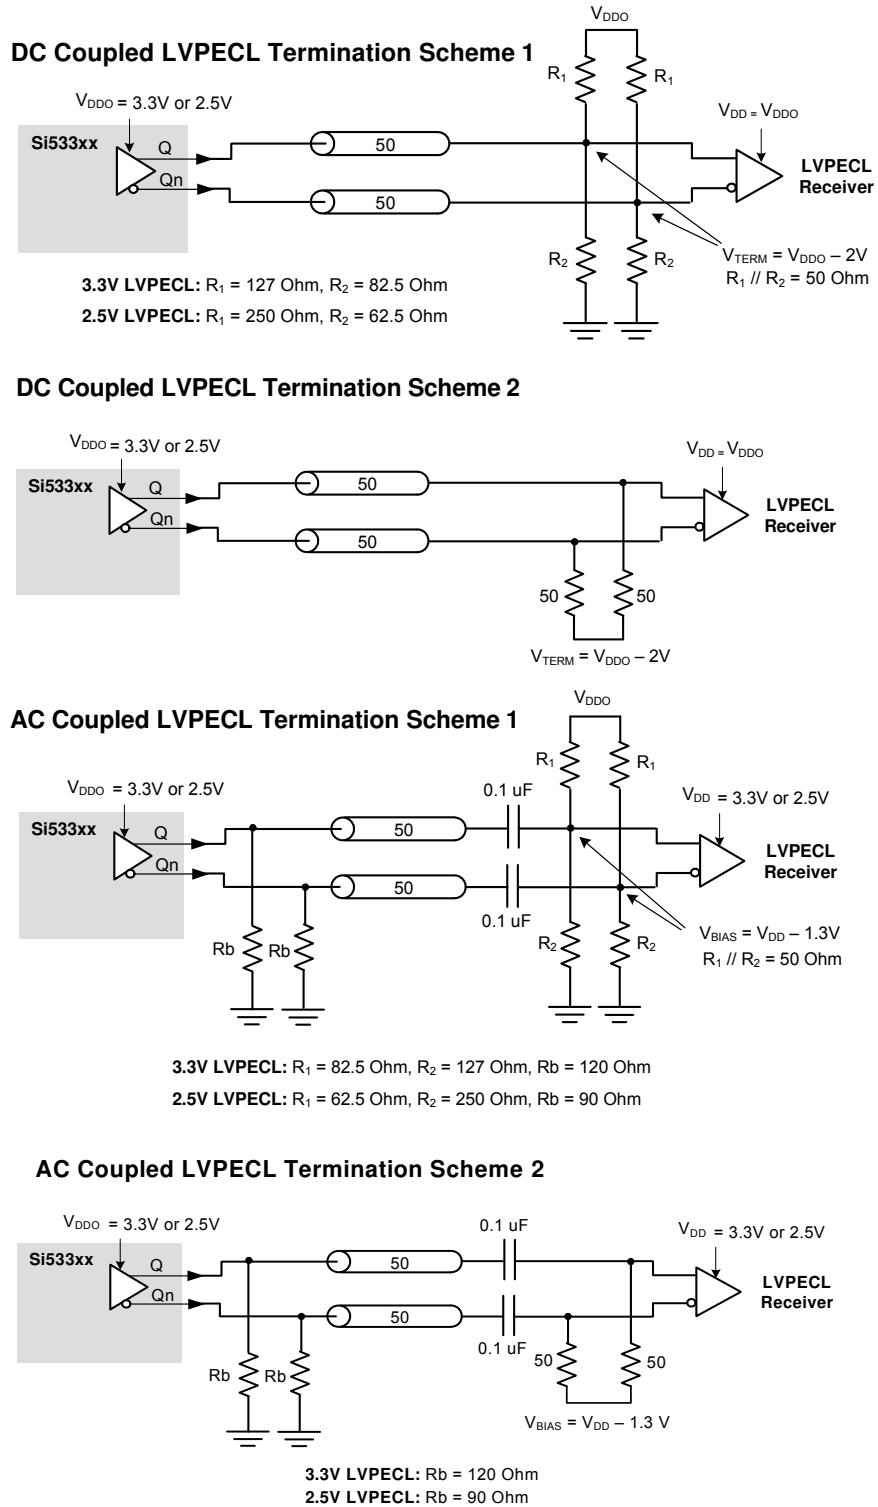 DC Coupled LVPECL Termination Scheme 1
VDDO
R1
R1
VDDO = 3.3V or 2.5V
VDD = VDDO
Si533xx
Q
50
LVPECL
Receiver
Qn
50
R2
R2
VTERM = VDDO – 2V
R1 // R2 = 50 Ohm
3.3V LVPECL: R1 = 127 Ohm, R2 = 82.5 Ohm
2.5V LVPECL: R1 = 250 Ohm, R2 = 62.5 Ohm
DC Coupled LVPECL Termination Scheme 2
VDDO = 3.3V or 2.5V
VDD = VDDO
Si533xx
Q
50
LVPECL
Receiver
Qn
50
50
50
VTERM = VDDO – 2V
AC Coupled LVPECL Termination Scheme 1
VDDO
R1
R1
VDDO = 3.3V or 2.5V
0.1 uF
VDD = 3.3V or 2.5V
Si533xx
Q
50
LVPECL
Receiver
Qn
50
0.1 uF
Rb
Rb
R2
R2
VBIAS = VDD – 1.3V
R1 // R2 = 50 Ohm
3.3V LVPECL: R1 = 82.5 Ohm, R2 = 127 Ohm, Rb = 120 Ohm
2.5V LVPECL: R1 = 62.5 Ohm, R2 = 250 Ohm, Rb = 90 Ohm
AC Coupled LVPECL Termination Scheme 2
VDDO = 3.3V or 2.5V
0.1 uF
VDD = 3.3V or 2.5V
Si533xx
Q
50
LVPECL
Receiver
Qn
50
0.1 uF
Rb
Rb
50
50
VBIAS = VDD – 1.3 V
3.3V LVPECL: Rb = 120 Ohm
2.5V LVPECL: Rb = 90 Ohm